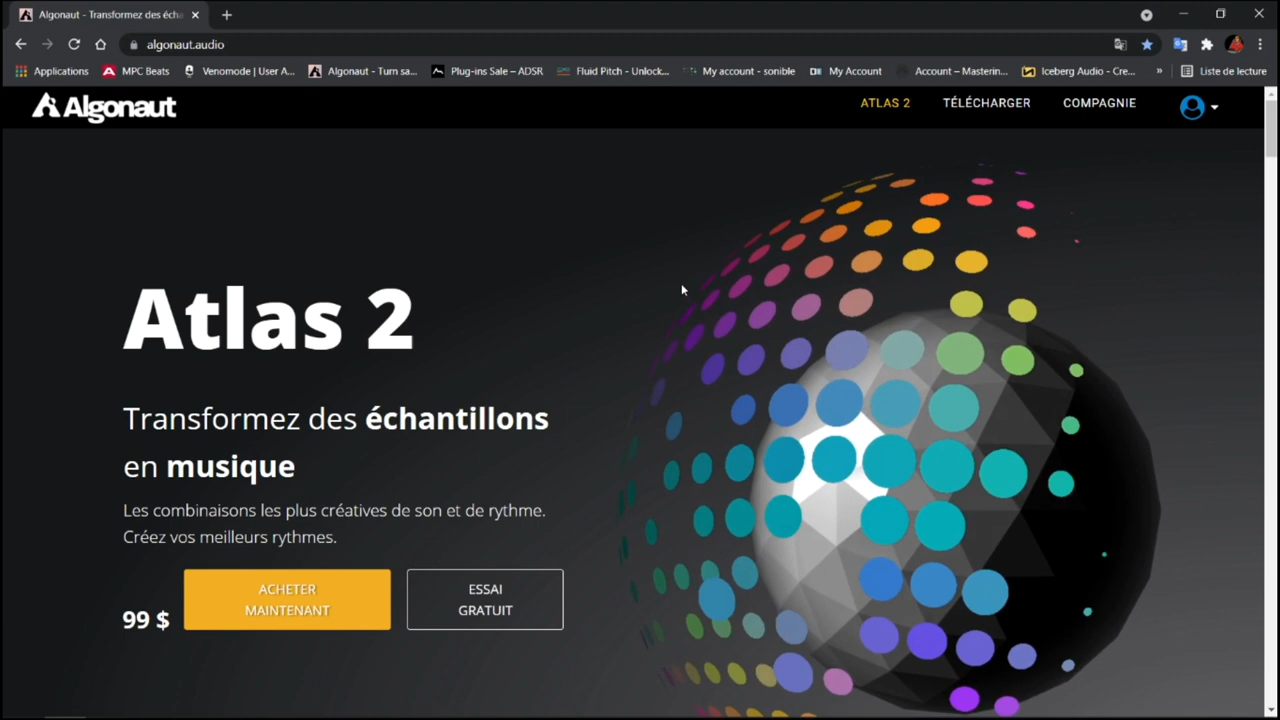 Algonaut - Transformez des écha
algonaut.audio
Applications
MPC Beats
Venomode | User A...
Algonaut - Turn sa...
Plug-ins Sale – ADSR
Fluid Pitch - Unlock...
My account - sonible
My Account
Account – Masterin...
Iceberg Audio - Cre...
»
Liste de lecture
Algonaut
ATLAS 2
TÉLÉCHARGER
COMPAGNIE
Atlas 2
Transformez des échantillons
en musique
Les combinaisons les plus créatives de son et de rythme.
Créez vos meilleurs rythmes.
99 $
ACHETER
MAINTENANT
ESSAI
GRATUIT